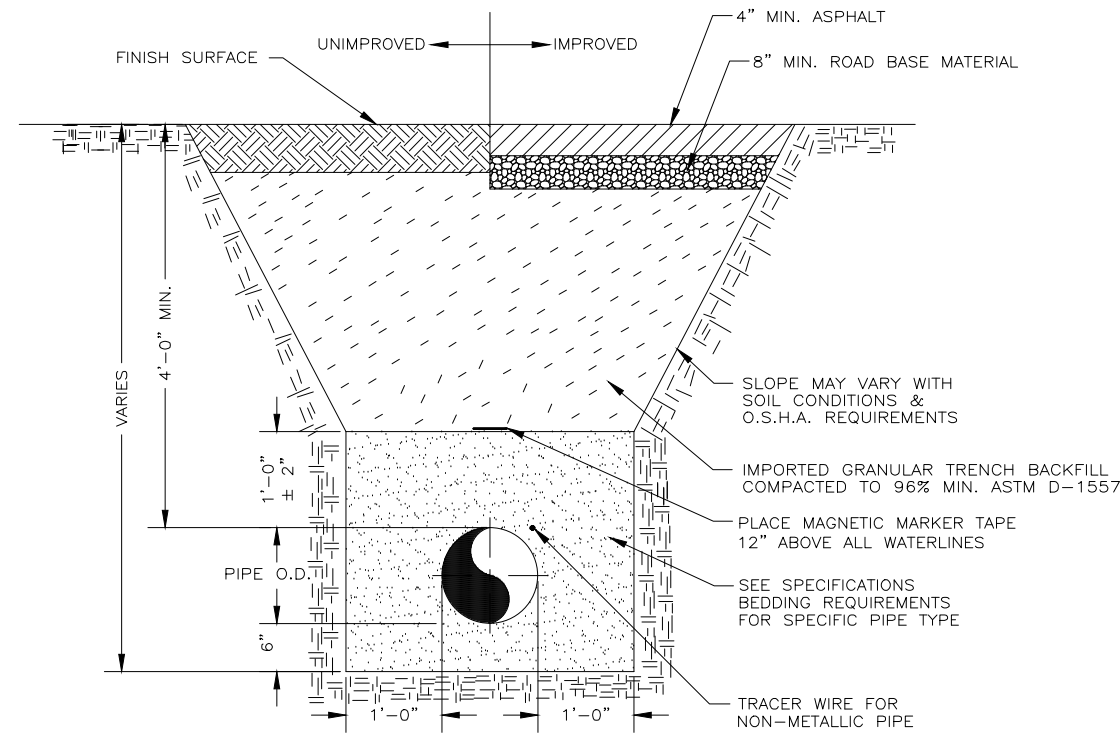 4” MIN. ASPHALT
UNIMPROVED
IMPROVED
FINISH SURFACE
8” MIN. ROAD BASE MATERIAL
VARIES
4’-0” MIN.
SLOPE MAY VARY WITH
SOIL CONDITIONS &
O.S.H.A. REQUIREMENTS
1’-0”
± 2”
IMPORTED GRANULAR TRENCH BACKFILL
COMPACTED TO 96% MIN. ASTM D-1557
PLACE MAGNETIC MARKER TAPE
12” ABOVE ALL WATERLINES
PIPE O.D.
SEE SPECIFICATIONS
BEDDING REQUIREMENTS
FOR SPECIFIC PIPE TYPE
6”
1’-0”
1’-0”
TRACER WIRE FOR
NON-METALLIC PIPE